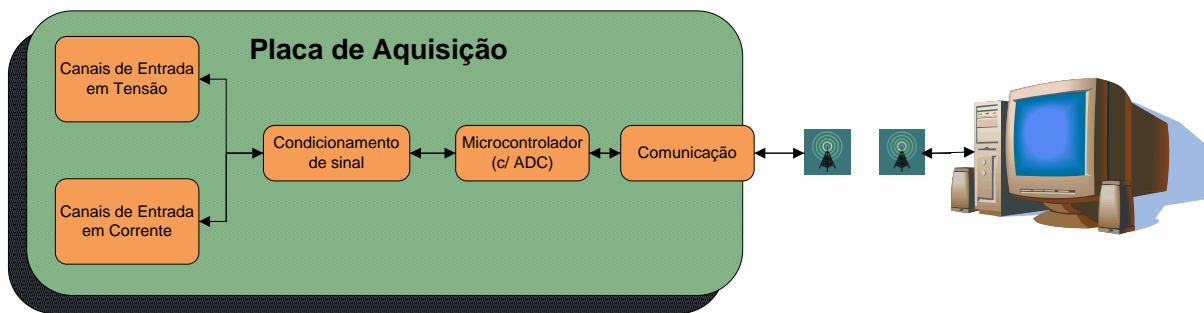 Placa de Aquisição
Canais de Entrada
em Tensão
Condicionamento
de sinal
Microcontrolador
(c/ ADC)
Comunicação
Canais de Entrada
em Corrente